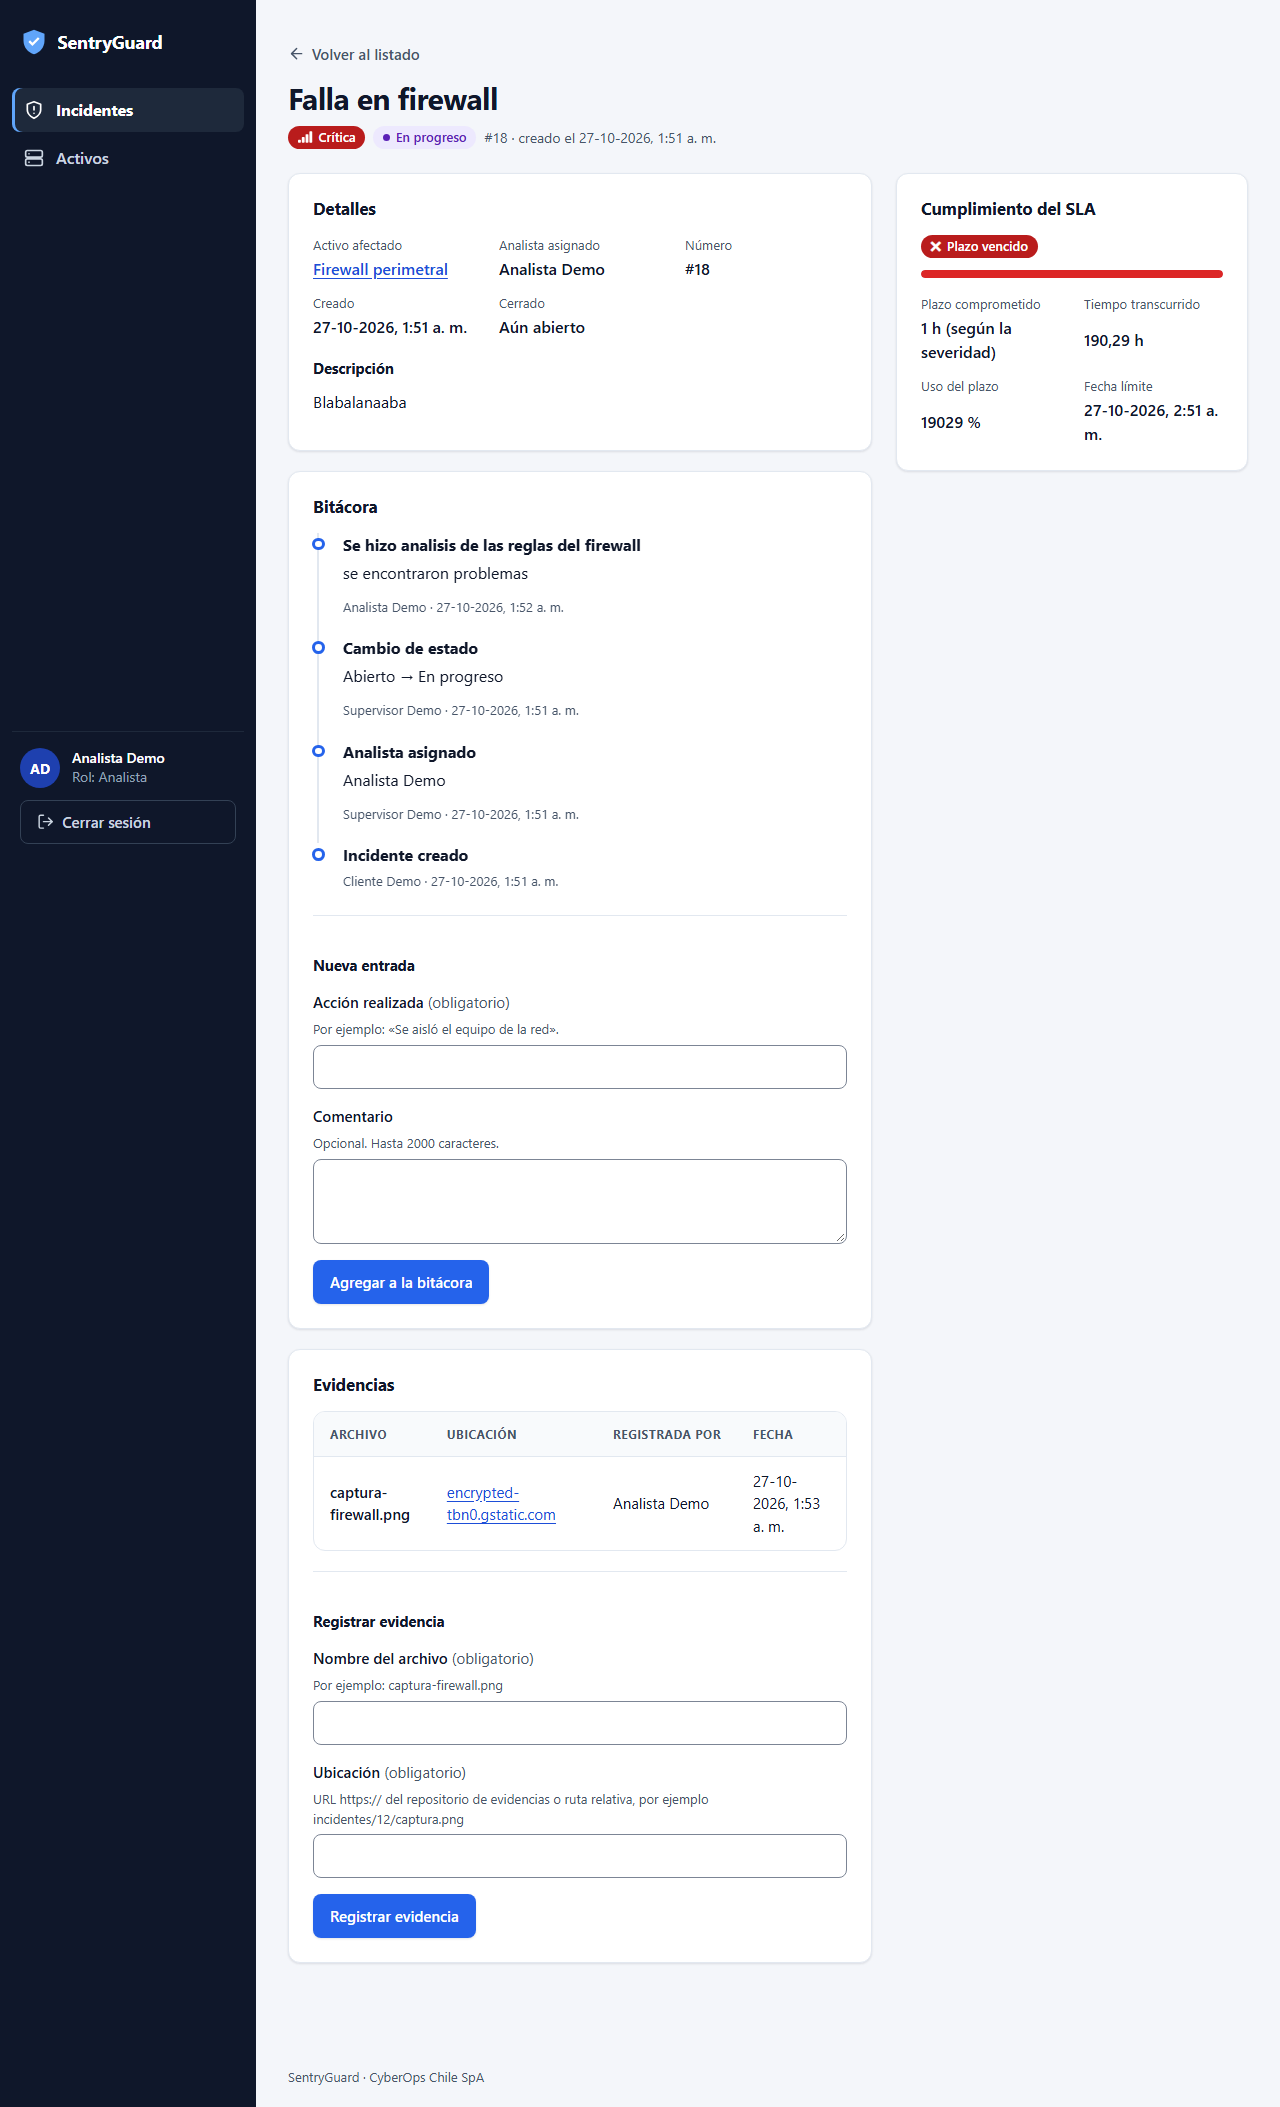 SentryGuard
Incidentes
Activos
Analista Demo
AD
Rol: Analista
Cerrar sesión
Volver al listado
Falla en firewall
Crítica
En progreso
#18 · creado el 27-10-2026, 1:51 a. m.
Detalles
Activo afectado
Firewall perimetral
Analista asignado
Analista Demo
Número
#18
Creado
27-10-2026, 1:51 a. m.
Cerrado
Aún abierto
Descripción
Blabalanaaba
Cumplimiento del SLA
Plazo vencido
Plazo comprometido
1 h (según la
severidad)
Tiempo transcurrido
190,29 h
Uso del plazo
19029 %
Fecha límite
27-10-2026, 2:51 a.
m.
Bitácora
Se hizo analisis de las reglas del firewall
se encontraron problemas
Analista Demo · 27-10-2026, 1:52 a. m.
Cambio de estado
Abierto → En progreso
Supervisor Demo · 27-10-2026, 1:51 a. m.
Analista asignado
Analista Demo
Supervisor Demo · 27-10-2026, 1:51 a. m.
Incidente creado
Cliente Demo · 27-10-2026, 1:51 a. m.
Nueva entrada
Acción realizada (obligatorio)
Por ejemplo: «Se aisló el equipo de la red».
Comentario
Opcional. Hasta 2000 caracteres.
Agregar a la bitácora
Evidencias
ARCHIVO UBICACIÓN REGISTRADA POR FECHA
captura-
firewall.png
encrypted-
tbn0.gstatic.com
Analista Demo
27-10-
2026, 1:53
a. m.
Registrar evidencia
Nombre del archivo (obligatorio)
Por ejemplo: captura-firewall.png
Ubicación (obligatorio)
URL https:// del repositorio de evidencias o ruta relativa, por ejemplo
incidentes/12/captura.png
Registrar evidencia
SentryGuard · CyberOps Chile SpA